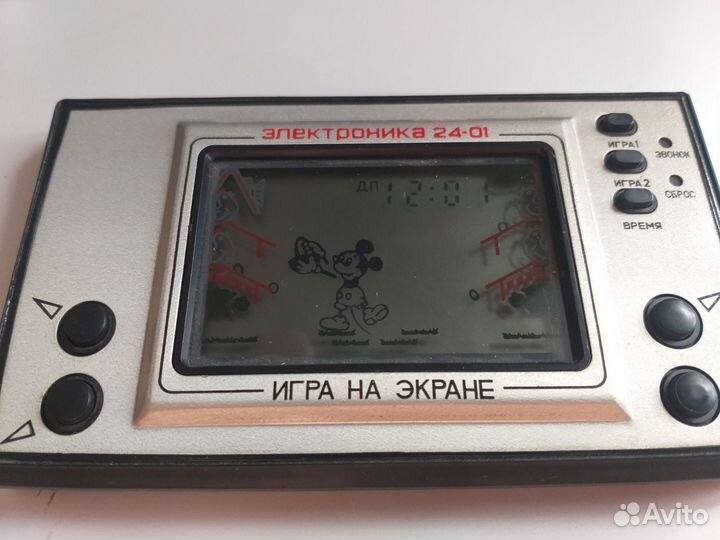 электроника 24-01
ДП 12:01
ИГРА 1
ЗВОНОК
ИГРА 2
СБРОС
ВРЕМЯ
ИГРА НА ЭКРАНЕ
Avito